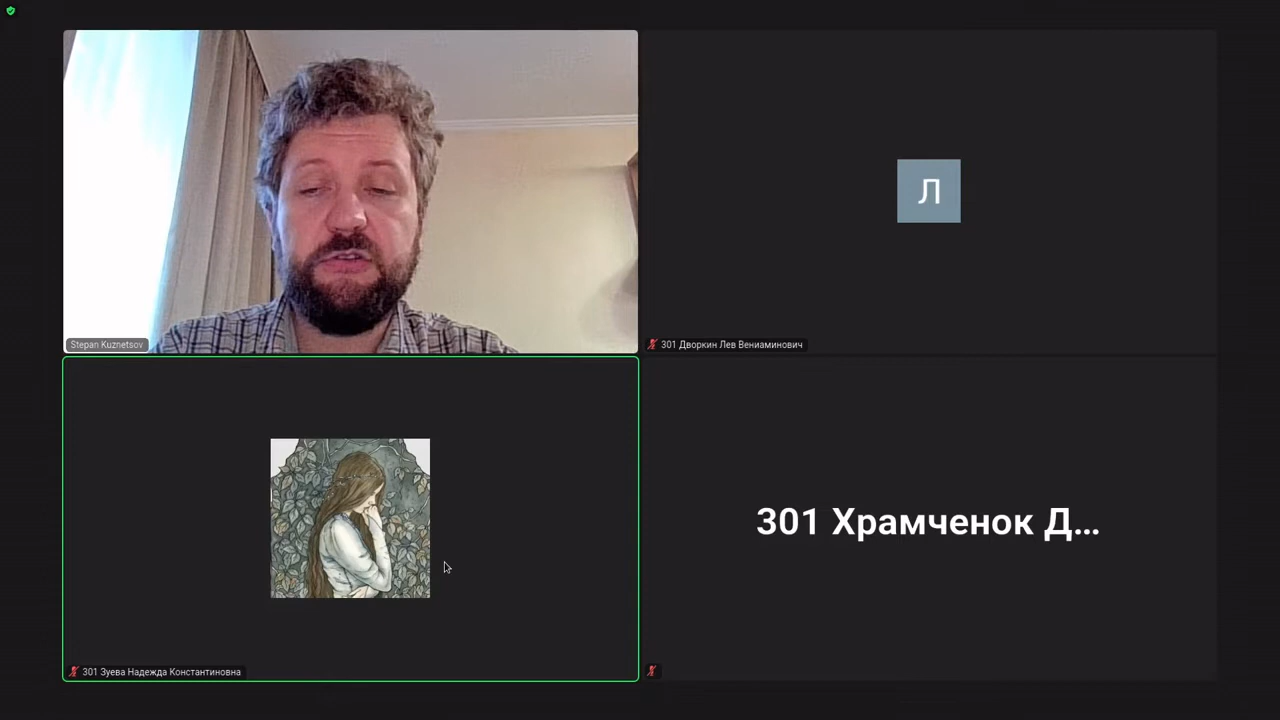 Stepan Kuznetsov
Л
301 Дворкин Лев Вениаминович
301 Зуева Надежда Константиновна
301 Храмченок Д...